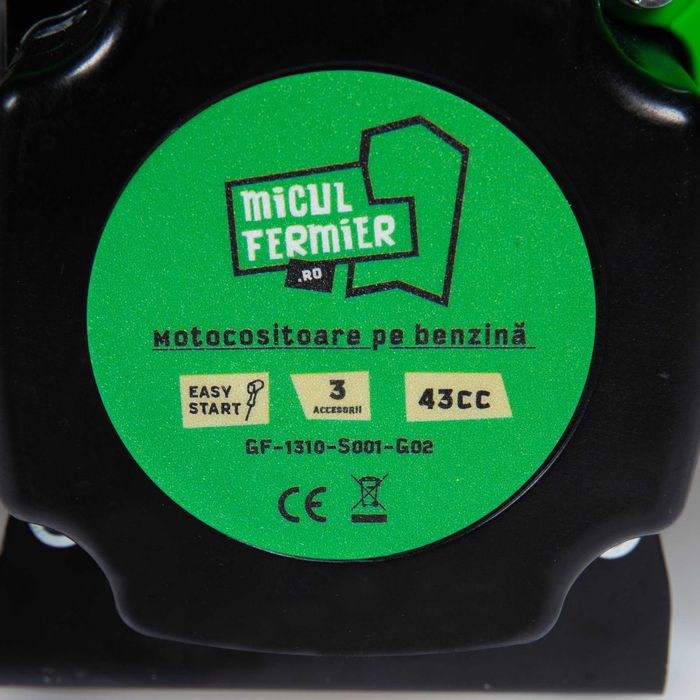 MiCUL
FERMiER
.RO
Motocositoare pe benzină
EASY
START
3
ACCESORII
43CC
GF-1310-S001-G02
CE